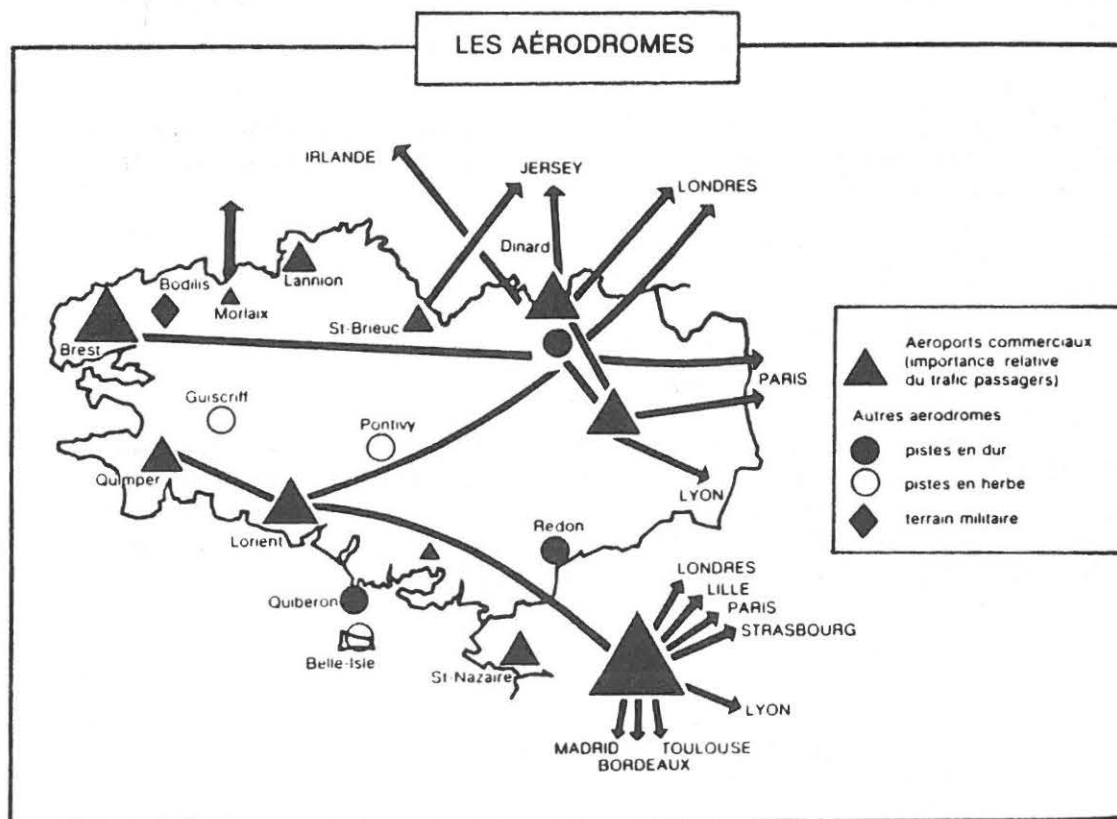 LES AÉRODROMES
IRLANDE
JERSEY
LONDRES
Dinard
Bodilis
Lannion
Morlaix
St-Brieuc
Brest
PARIS
Guiscriff
Pontivy
Quimper
LYON
Lorient
Redon
Quiberon
Belle-Isle
St-Nazaire
LONDRES
LILLE
PARIS
STRASBOURG
LYON
MADRID
TOULOUSE
BORDEAUX
Aeroports commerciaux
(importance relative
du trafic passagers)
Autres aerodromes
pistes en dur
pistes en herbe
terrain militaire